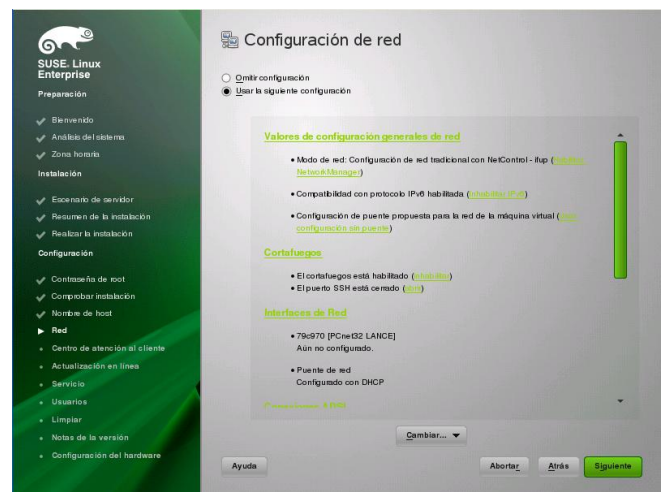 SUSE. Linux
Enterprise
Preparación
Bienvenido
Análisis del sistema
Zona horaria
Instalación
Escenario de servidor
Resumen de la instalación
Realizar la instalación
Configuración
Contraseña de root
Comprobar instalación
Nombre de host
Red
Centro de atención al cliente
Actualización en línea
Servicio
Usuarios
Limpiar
Notas de la versión
Configuración del hardware
Configuración de red
Omitir configuración
Usar la siguiente configuración
Valores de configuración generales de red
Modo de red: Configuración de red tradicional con NetControl - ifup (
NetworkManager)
Compatibilidad con protocolo IPv6 habilitada (inhabilitar IPv6)
Configuración de puente propuesta para la red de la máquina virtual (
configuración sin puente)
Cortafuegos
El cortafuegos está habilitado (inhabilitar)
El puerto SSH está cerrado (abrir)
Interfaces de Red
79c970 [PCnet32 LANCE]
Aún no configurado.
Puente de red
Configurado con DHCP
Cambiar...
Ayuda
Abortar
Atrás
Siguiente